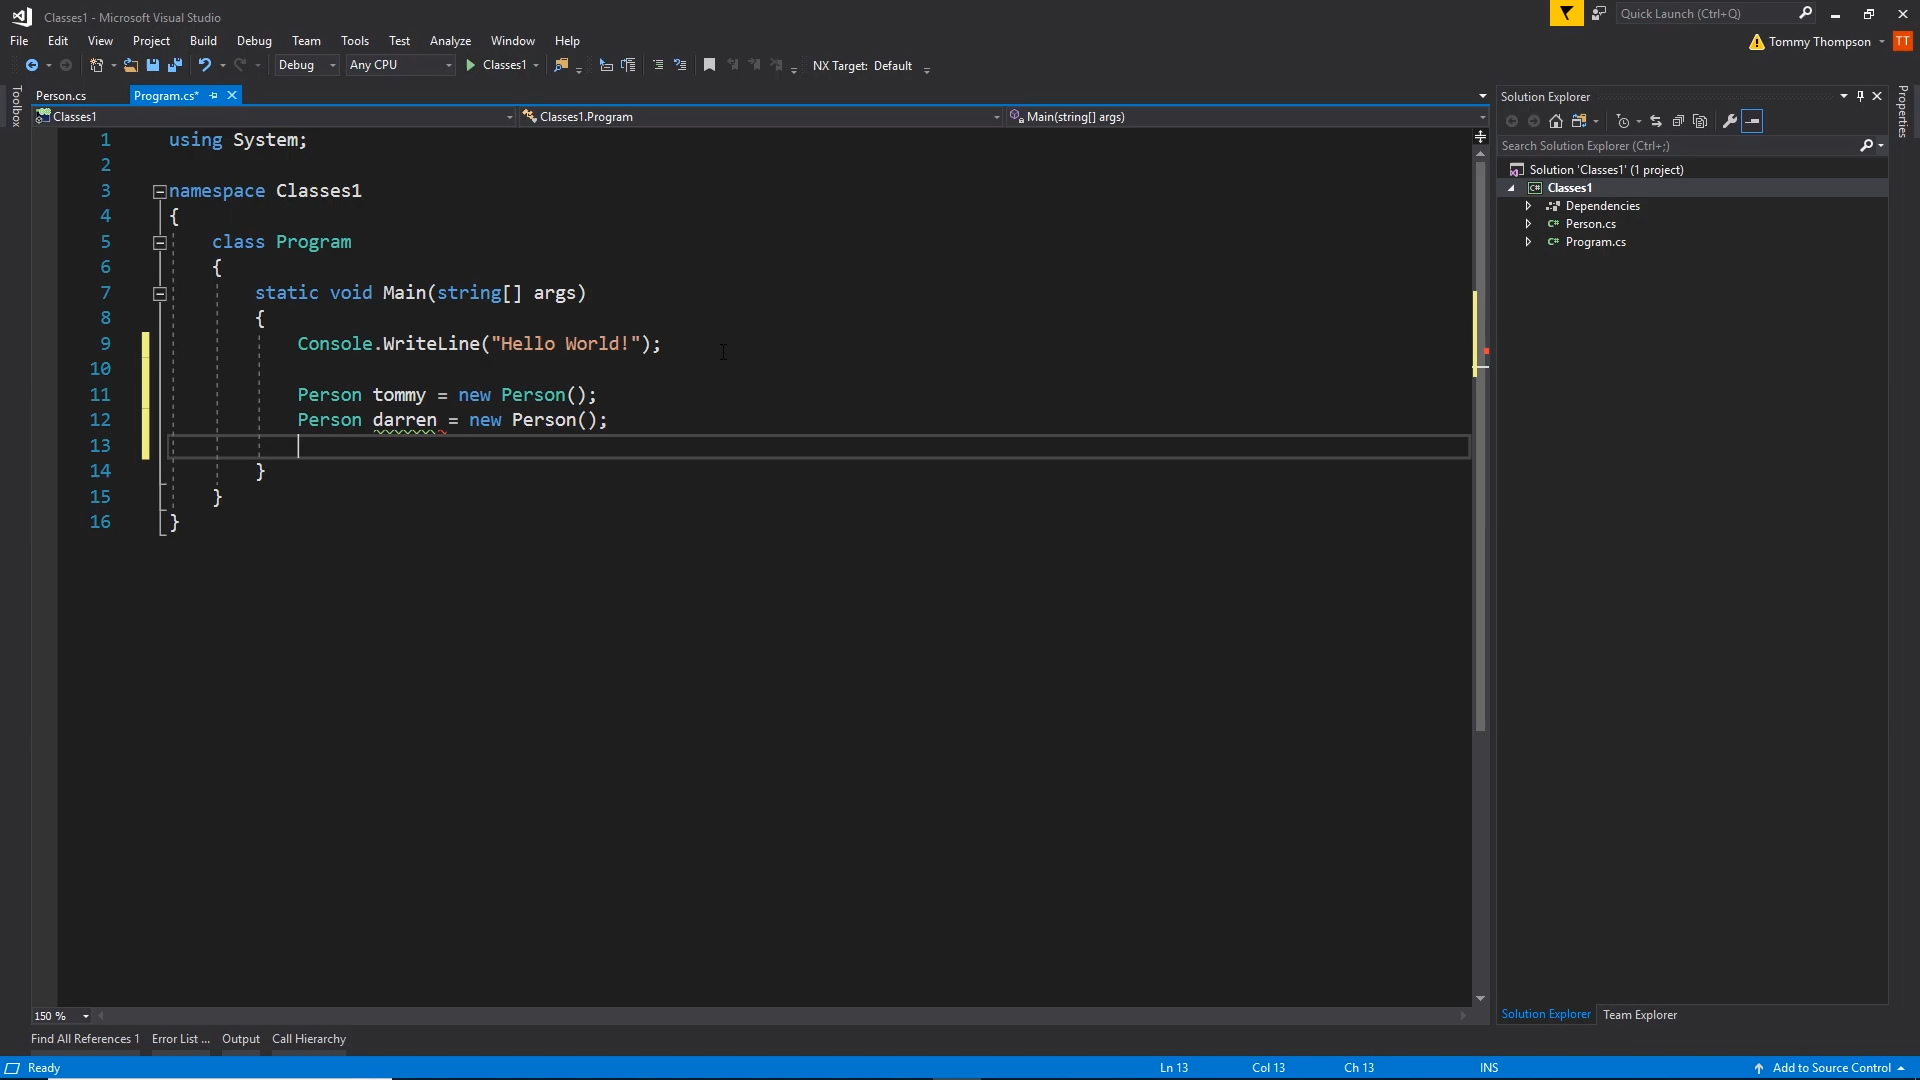 Classes1 - Microsoft Visual Studio
Quick Launch (Ctrl+Q)
File Edit View Project Build Debug Team Tools Test Analyze Window Help
Tommy Thompson TT
Debug Any CPU Classes1 NX Target: Default
Toolbox
Person.cs Program.cs*
Classes1 Classes1.Program Main(string[] args)
1 using System;
2
3 namespace Classes1
4 {
5 class Program
6 {
7 static void Main(string[] args)
8 {
9 Console.WriteLine("Hello World!");
10
11 Person tommy = new Person();
12 Person darren = new Person();
13
14 }
15 }
16 }
Solution Explorer
Search Solution Explorer (Ctrl+;)
Solution 'Classes1' (1 project)
C# Classes1
Dependencies
C# Person.cs
C# Program.cs
Properties
150 %
Solution Explorer Team Explorer
Find All References 1 Error List ... Output Call Hierarchy
Ready Ln 13 Col 13 Ch 13 INS Add to Source Control